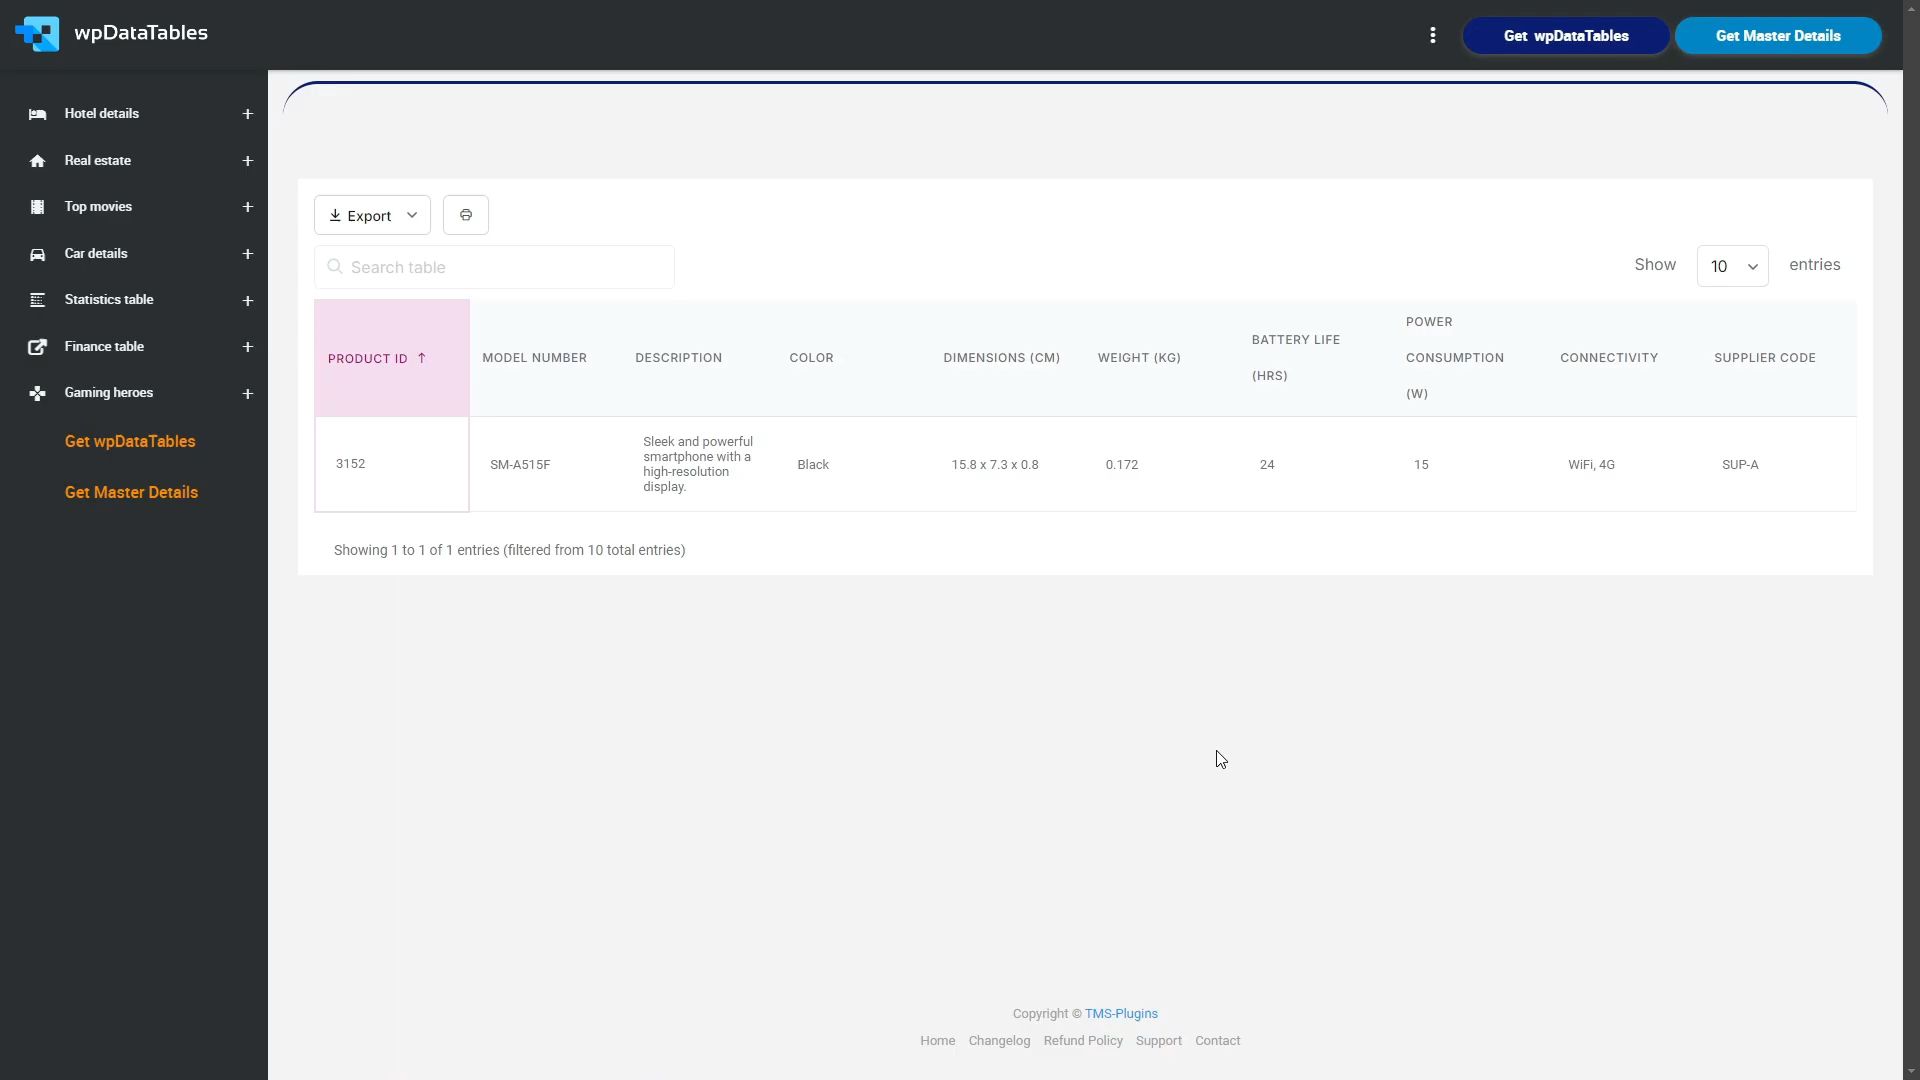 wpDataTables
Get wpDataTables
Get Master Details
Hotel details
Real estate
Top movies
Car details
Statistics table
Finance table
Gaming heroes
Get wpDataTables
Get Master Details
Export
Search table
Show 10 entries
PRODUCT ID
MODEL NUMBER
DESCRIPTION
COLOR
DIMENSIONS (CM)
WEIGHT (KG)
BATTERY LIFE
(HRS)
POWER
CONSUMPTION
(W)
CONNECTIVITY
SUPPLIER CODE
3152
SM-A515F
Sleek and powerful
smartphone with a
high-resolution
display.
Black
15.8 x 7.3 x 0.8
0.172
24
15
WiFi, 4G
SUP-A
Showing 1 to 1 of 1 entries (filtered from 10 total entries)
Copyright © TMS-Plugins
Home Changelog Refund Policy Support Contact